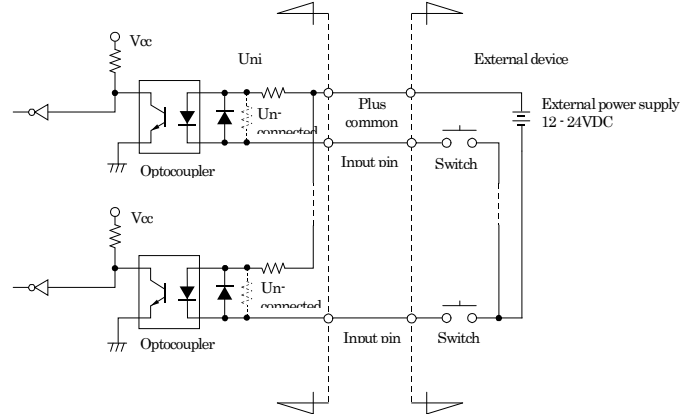 Vcc
Uni
External device
Plus
common
External power supply
12 - 24VDC
Un-
connected
Input pin
Switch
Optocoupler
Vcc
Un-
connected
Input pin
Switch
Optocoupler